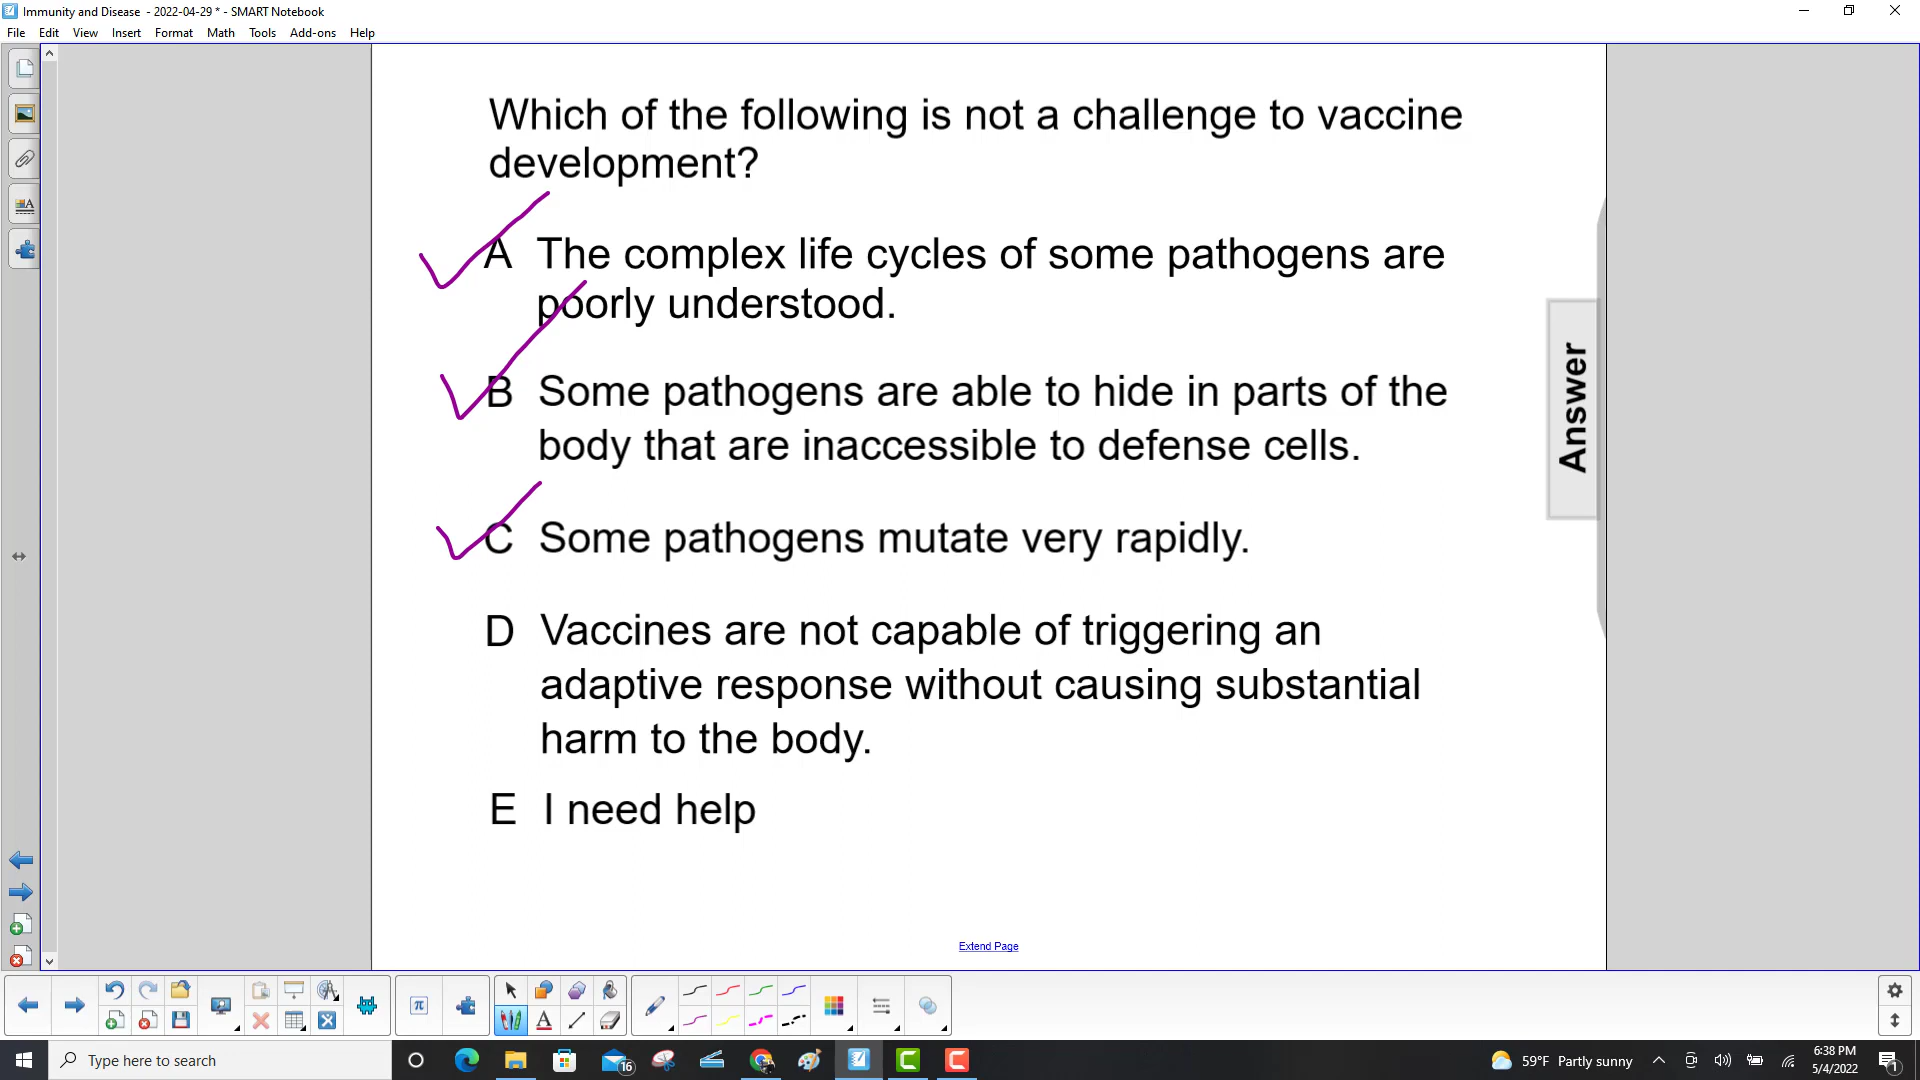 Immunity and Disease - 2022-04-29 * - SMART Notebook
File Edit View Insert Format Math Tools Add-ons Help
Which of the following is not a challenge to vaccine
development?
A The complex life cycles of some pathogens are
poorly understood.
B Some pathogens are able to hide in parts of the
body that are inaccessible to defense cells.
C Some pathogens mutate very rapidly.
D Vaccines are not capable of triggering an
adaptive response without causing substantial
harm to the body.
E I need help
Answer
Extend Page
Type here to search
16
59°F Partly sunny
6:38 PM
5/4/2022
1